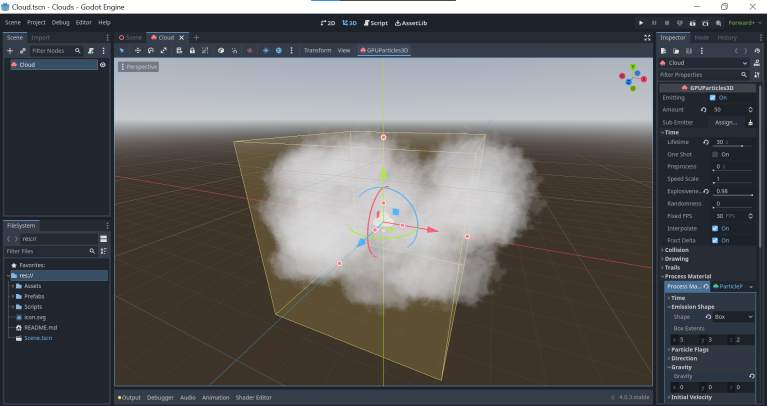 Cloud.tscn - Clouds - Godot Engine
Scene Project Debug Editor Help
2D 3D Script AssetLib
Forward+
Scene Import
Filter Nodes
Cloud
Scene Cloud
Transform View GPUParticles3D
Perspective
Y
FileSystem
res://
Filter Files
Favorites:
res://
Assets
Prefabs
Scripts
icon.svg
README.md
Scene.tscn
Output Debugger Audio Animation Shader Editor
4.0.3.stable
Inspector Node History
Cloud
Filter Properties
GPUParticles3D
Emitting On
Amount 50
Sub Emitter Assign...
Time
Lifetime 30 s
One Shot On
Preprocess 0 s
Speed Scale 1
Explosivene.. 0.98
Randomness 0
Fixed FPS 30 FPS
Interpolate On
Fract Delta On
Collision
Drawing
Trails
Process Material
Process Ma... ParticleP
Time
Emission Shape
Shape Box
Box Extents
x 5 y 3 z 2
Particle Flags
Direction
Gravity
Gravity
x 0 y 0 z 0
Initial Velocity